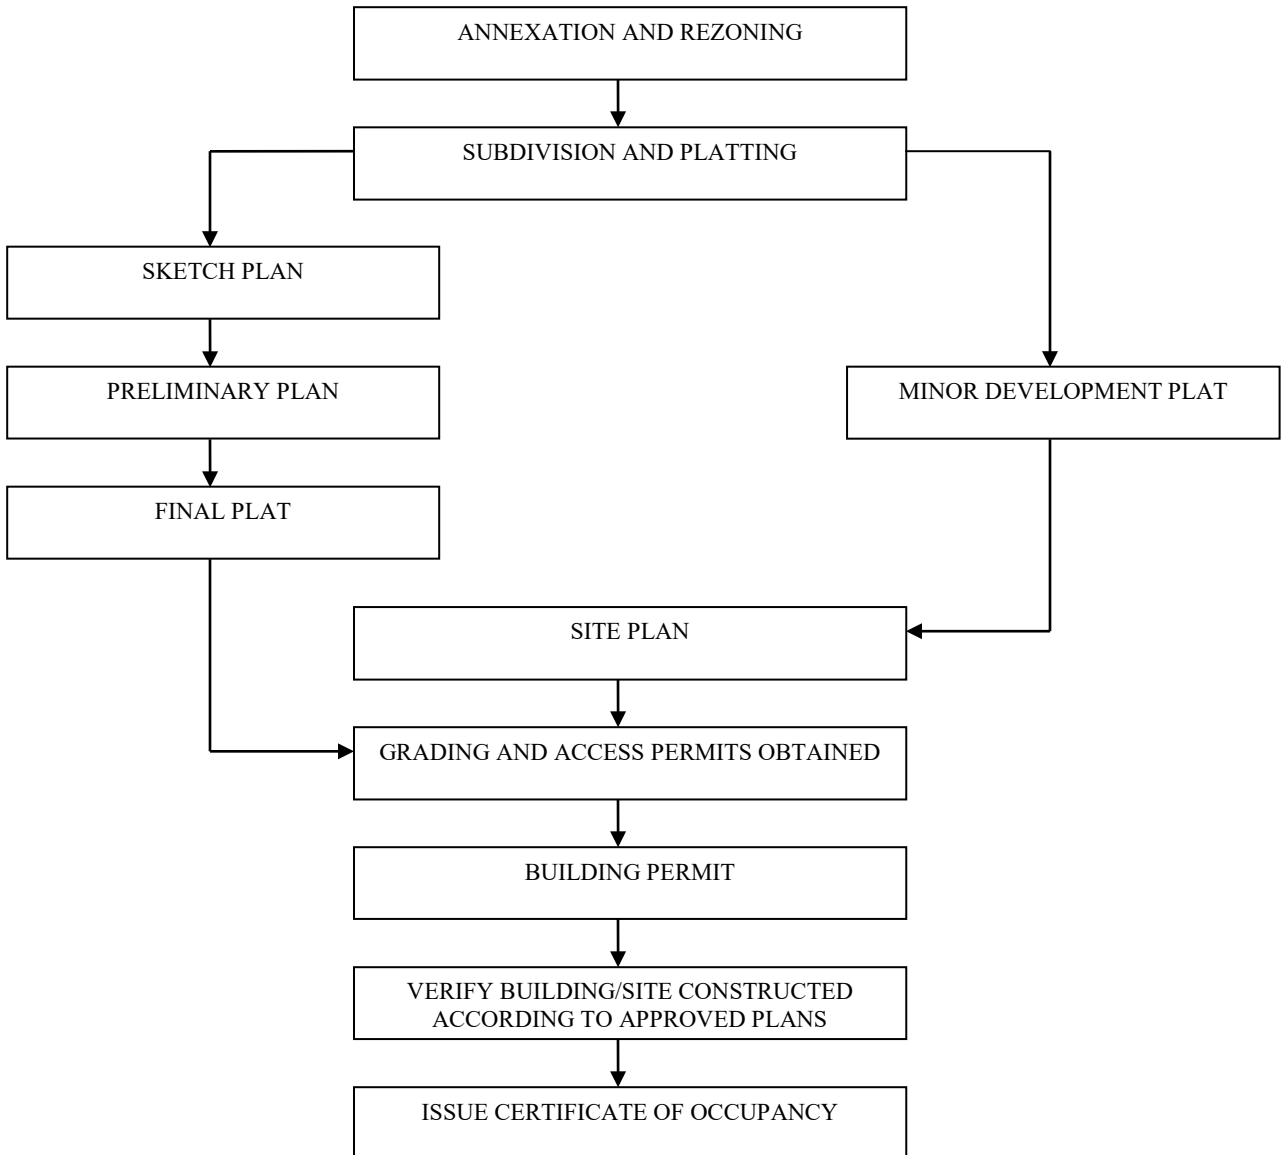 ANNEXATION AND REZONING
SUBDIVISION AND PLATTING
SKETCH PLAN
PRELIMINARY PLAN
MINOR DEVELOPMENT PLAT
FINAL PLAT
SITE PLAN
GRADING AND ACCESS PERMITS OBTAINED
BUILDING PERMIT
VERIFY BUILDING/SITE CONSTRUCTED
ACCORDING TO APPROVED PLANS
ISSUE CERTIFICATE OF OCCUPANCY